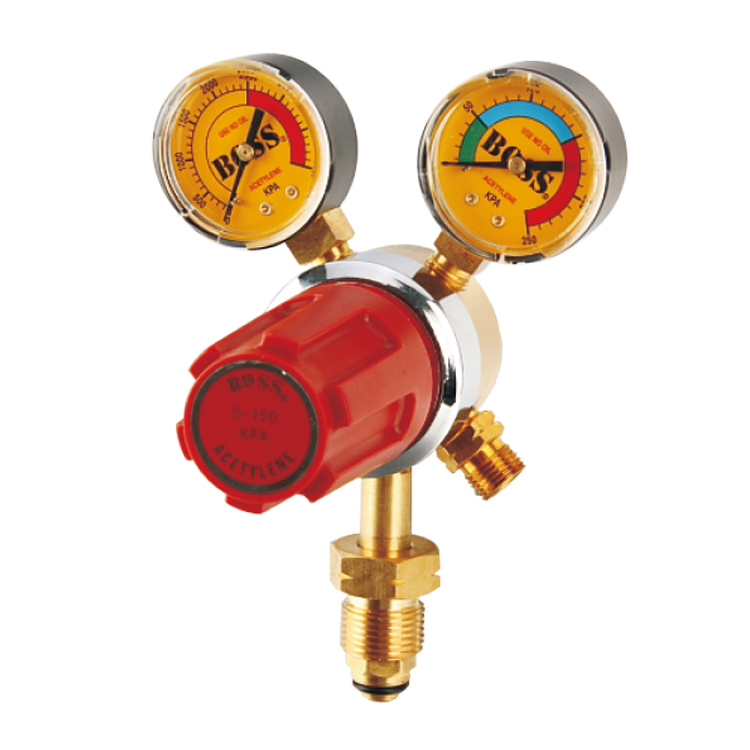 2000
1500
1000
500
0
USE NO OIL
BOSS®
ACETYLENE
KPA
50
0
250
USE NO OIL
BOSS®
ACETYLENE
KPA
BOSS®
0-150
KPA
ACETYLENE